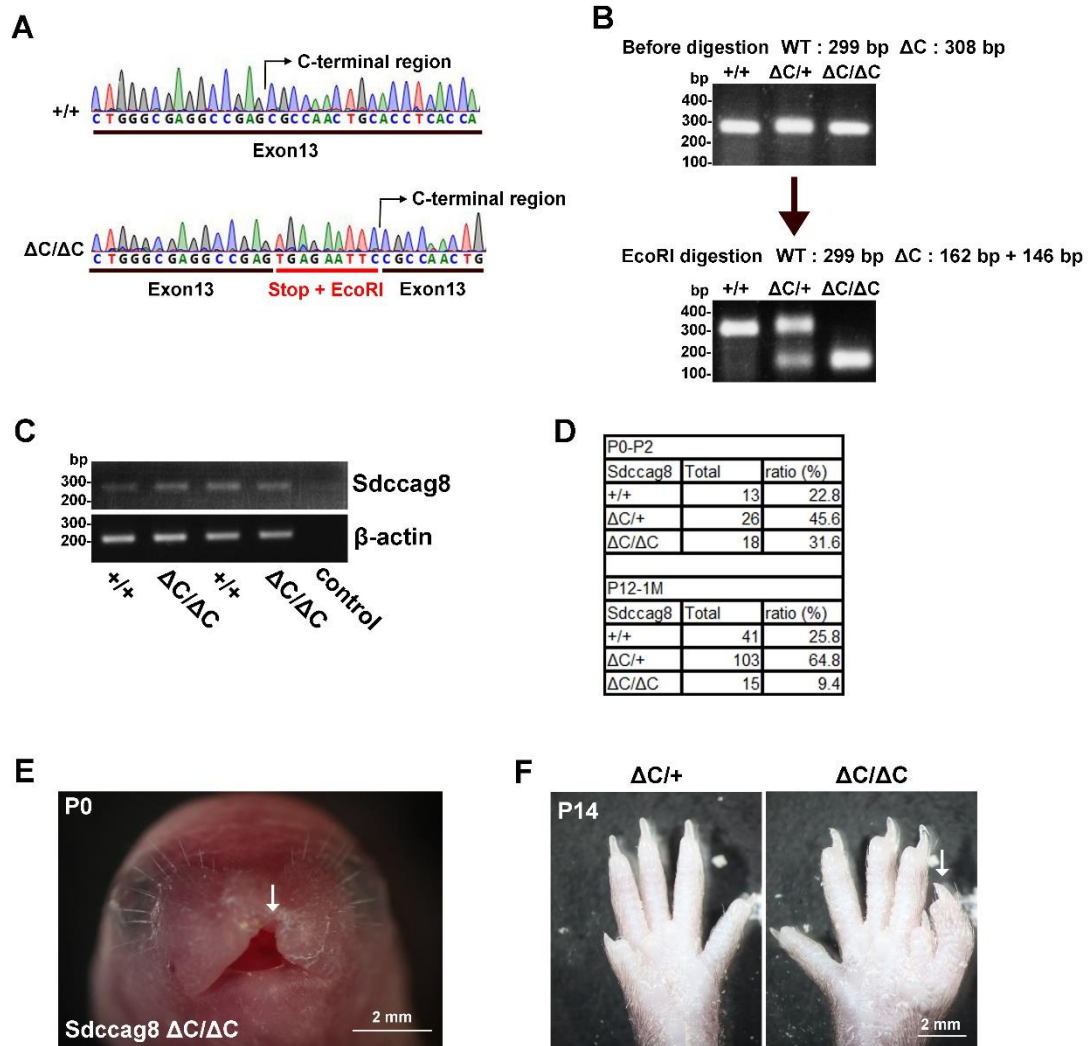 A
C-terminal region
+/+
CTGGGCGAGGCCGAGCGCCAACTGCACCTCACCA
Exon13
C-terminal region
ΔC/ΔC
CTGGGCGAGGCCGAGTGAGAATTCCGCCAACTG
Exon13 Stop + EcoRI Exon13
B
Before digestion WT : 299 bp ΔC : 308 bp
bp +/+ ΔC/+ ΔC/ΔC
400-
300-
200-
100-
EcoRI digestion WT : 299 bp ΔC : 162 bp + 146 bp
bp +/+ ΔC/+ ΔC/ΔC
400-
300-
200-
100-
C
bp
300-
200-
Sdccag8
300-
200-
β-actin
+/+ ΔC/ΔC +/+ ΔC/ΔC control
D
P0-P2
Sdccag8 Total ratio (%)
+/+ 13 22.8
ΔC/+ 26 45.6
ΔC/ΔC 18 31.6
P12-1M
Sdccag8 Total ratio (%)
+/+ 41 25.8
ΔC/+ 103 64.8
ΔC/ΔC 15 9.4
E
P0
Sdccag8 ΔC/ΔC
2 mm
F
ΔC/+ ΔC/ΔC
P14
2 mm